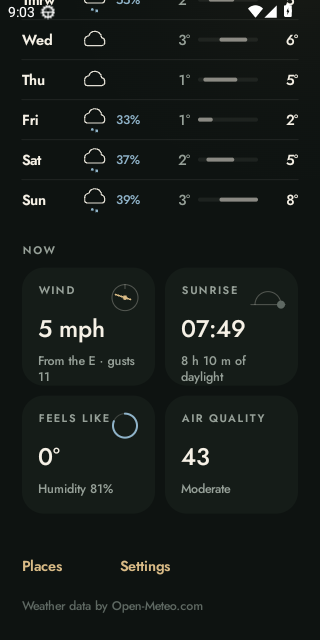 9:03
Wed 3° 6°
Thu 1° 5°
Fri 33% 1° 2°
Sat 37% 2° 5°
Sun 39% 3° 8°
NOW
WIND
5 mph
From the E · gusts
11
SUNRISE
07:49
8 h 10 m of
daylight
FEELS LIKE
0°
Humidity 81%
AIR QUALITY
43
Moderate
Places Settings
Weather data by Open-Meteo.com